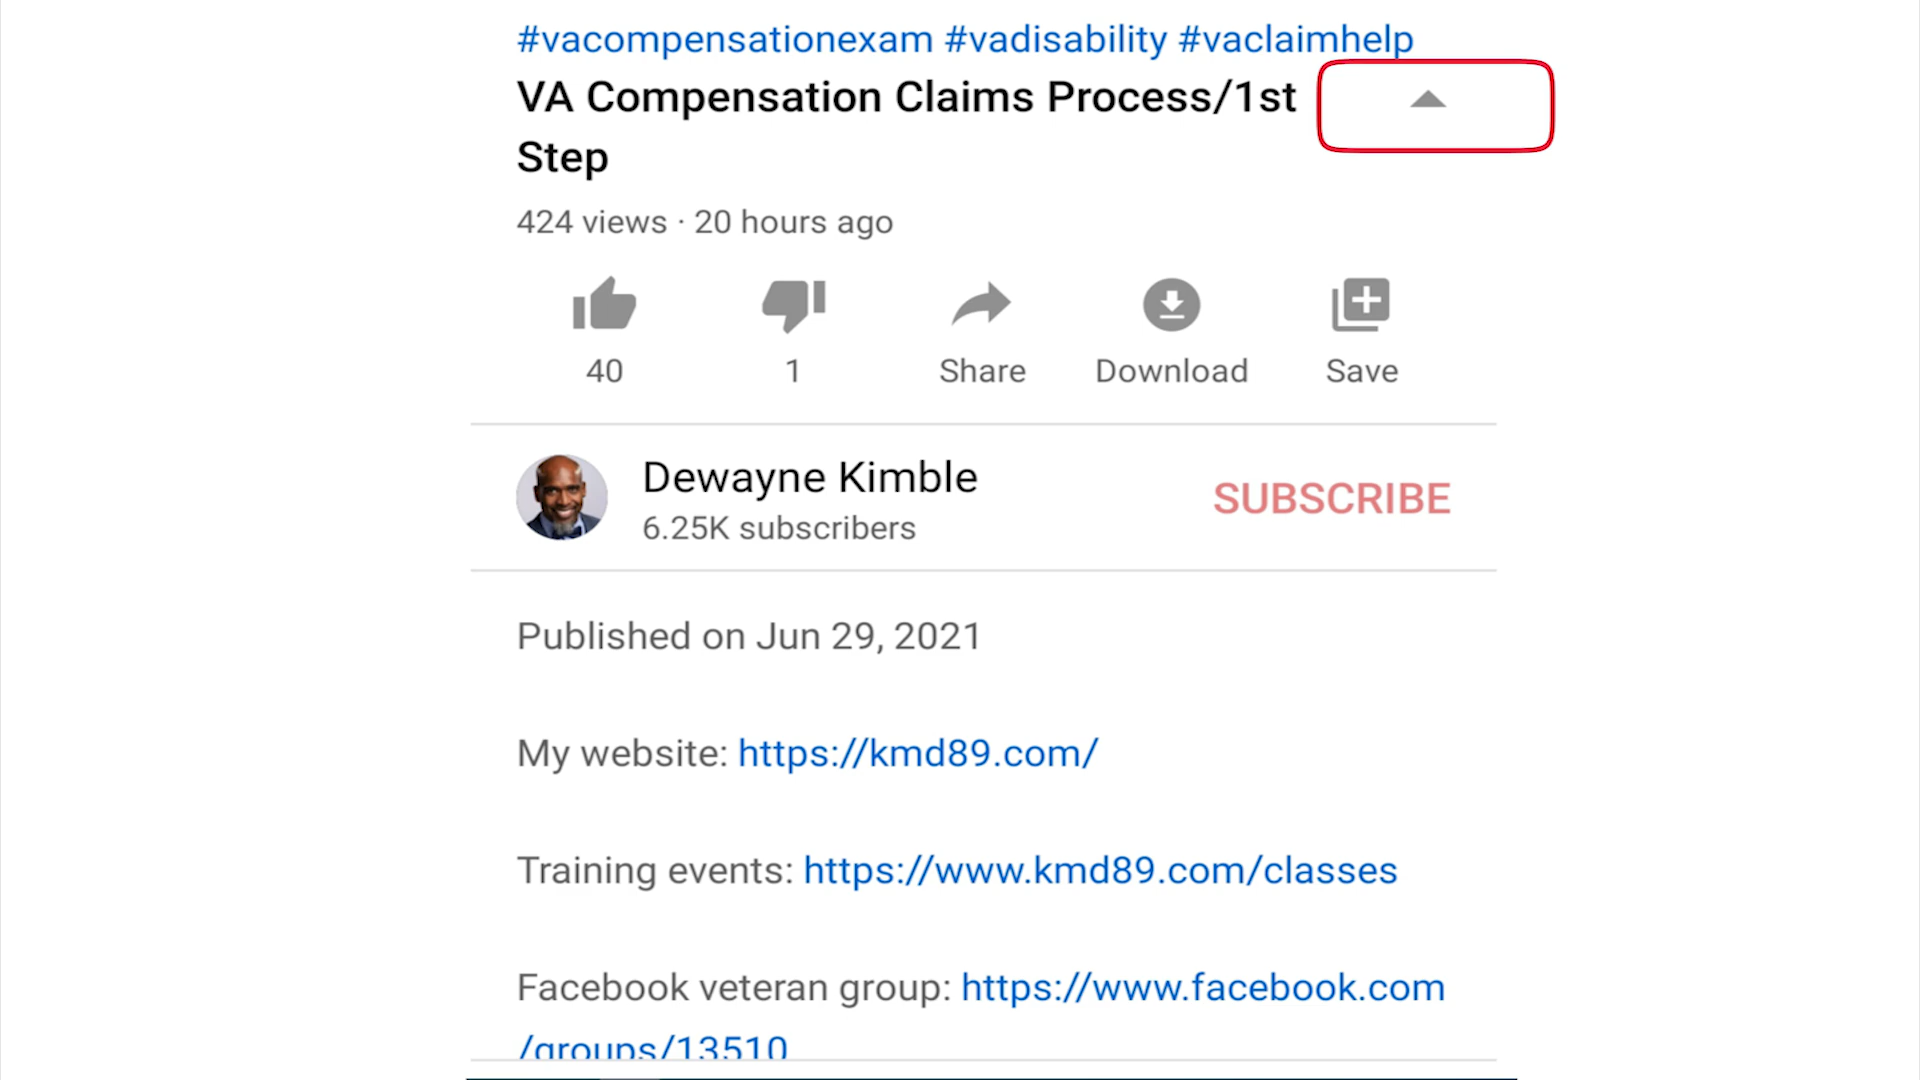 #vacompensationexam #vadisability #vaclaimhelp
VA Compensation Claims Process/1st
Step
424 views · 20 hours ago
40
1
Share
Download
Save
Dewayne Kimble
6.25K subscribers
SUBSCRIBE
Published on Jun 29, 2021
My website: https://kmd89.com/
Training events: https://www.kmd89.com/classes
Facebook veteran group: https://www.facebook.com
/groups/13510